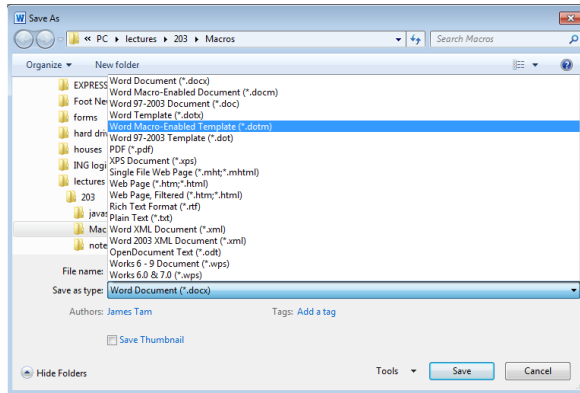 Save As
« PC ▸ lectures ▸ 203 ▸ Macros
Search Macros
Organize
New folder
EXPRESS
Foot Ne
forms
hard driv
houses
ING logi
lectures
203
javas
Mac
note
Word Document (*.docx)
Word Macro-Enabled Document (*.docm)
Word 97-2003 Document (*.doc)
Word Template (*.dotx)
Word Macro-Enabled Template (*.dotm)
Word 97-2003 Template (*.dot)
PDF (*.pdf)
XPS Document (*.xps)
Single File Web Page (*.mht;*.mhtml)
Web Page (*.htm;*.html)
Web Page, Filtered (*.htm;*.html)
Rich Text Format (*.rtf)
Plain Text (*.txt)
Word XML Document (*.xml)
Word 2003 XML Document (*.xml)
OpenDocument Text (*.odt)
Works 6 - 9 Document (*.wps)
Works 6.0 & 7.0 (*.wps)
File name:
Save as type: Word Document (*.docx)
Authors: James Tam
Tags: Add a tag
Save Thumbnail
Hide Folders
Tools
Save
Cancel